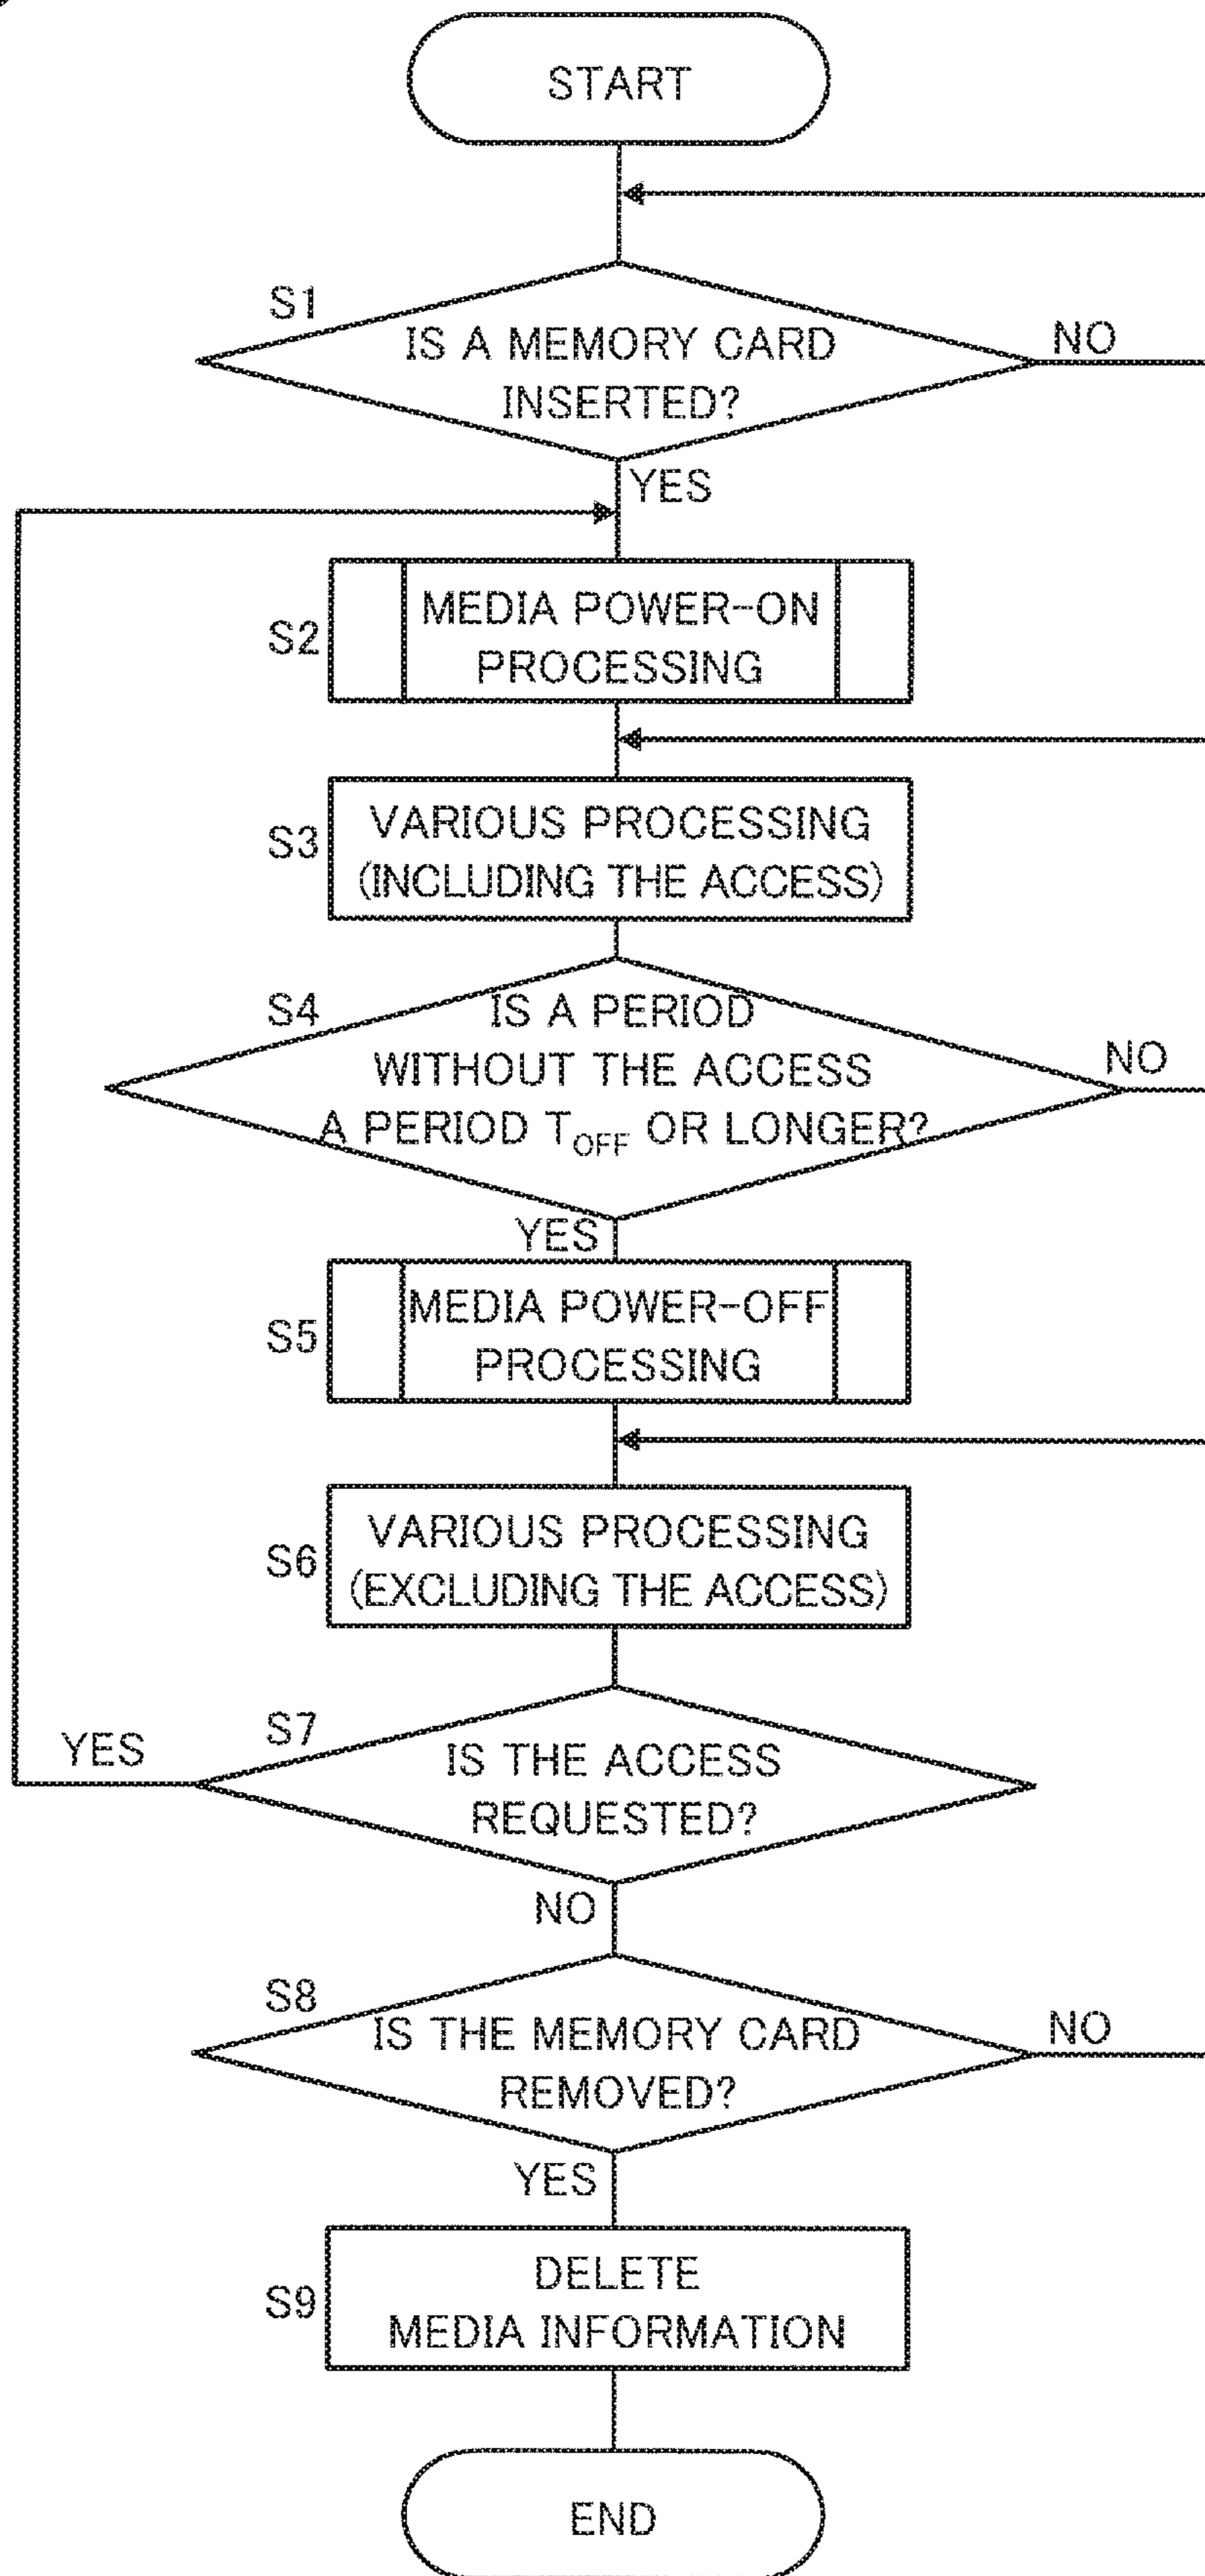 START
S1
IS A MEMORY CARD
INSERTED?
NO
YES
S2
MEDIA POWER-ON
PROCESSING
S3
VARIOUS PROCESSING
(INCLUDING THE ACCESS)
S4
IS A PERIOD
WITHOUT THE ACCESS
A PERIOD T_OFF OR LONGER?
NO
YES
S5
MEDIA POWER-OFF
PROCESSING
S6
VARIOUS PROCESSING
(EXCLUDING THE ACCESS)
S7
YES
IS THE ACCESS
REQUESTED?
NO
S8
IS THE MEMORY CARD
REMOVED?
NO
YES
S9
DELETE
MEDIA INFORMATION
END